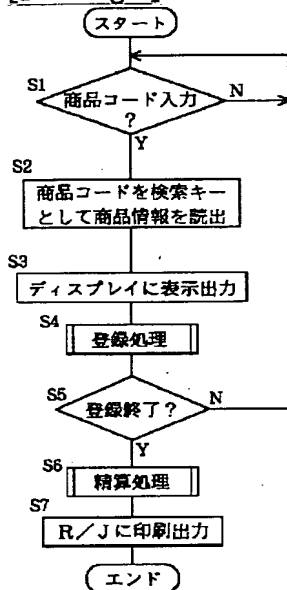 スタート
S1
商品コード入力
?
N
Y
S2
商品コードを検索キー
として商品情報を読出
S3
ディスプレイに表示出力
S4
登録処理
S5
登録終了?
N
Y
S6
精算処理
S7
R/Jに印刷出力
エンド